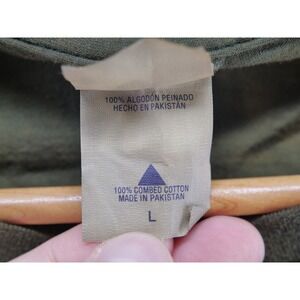 100% ALGODÓN PEINADO
HECHO EN PAKISTÁN
100% COMBED COTTON
MADE IN PAKISTAN
L